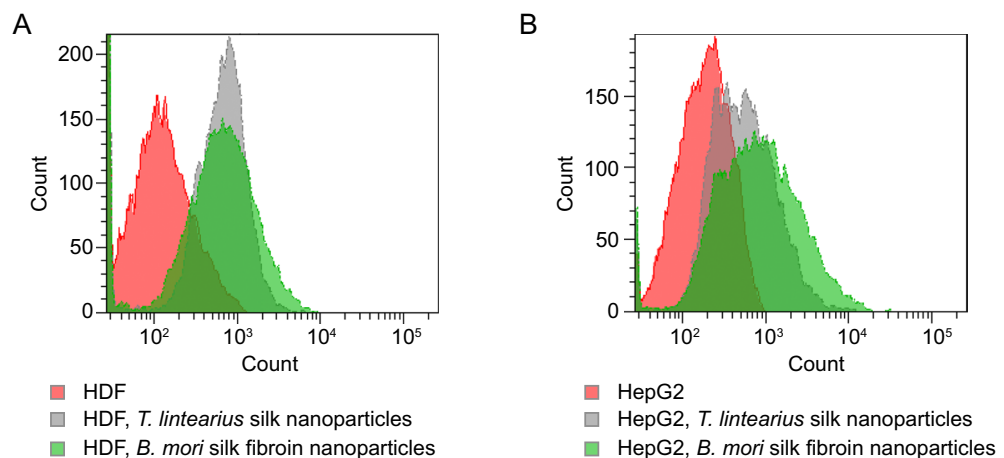 A
Count
200
150
100
50
0
10²
10³
10⁴
10⁵
Count
HDF
HDF, T. lintearius silk nanoparticles
HDF, B. mori silk fibroin nanoparticles
B
Count
150
100
50
0
10²
10³
10⁴
10⁵
Count
HepG2
HepG2, T. lintearius silk nanoparticles
HepG2, B. mori silk fibroin nanoparticles